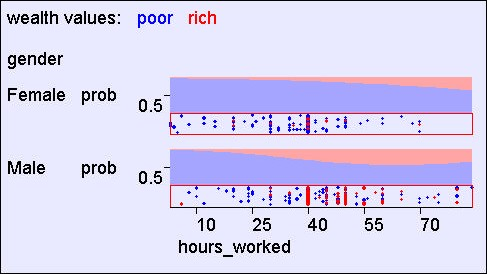 wealth values: poor rich
gender
Female prob 0.5
Male prob 0.5
10 25 40 55 70
hours_worked